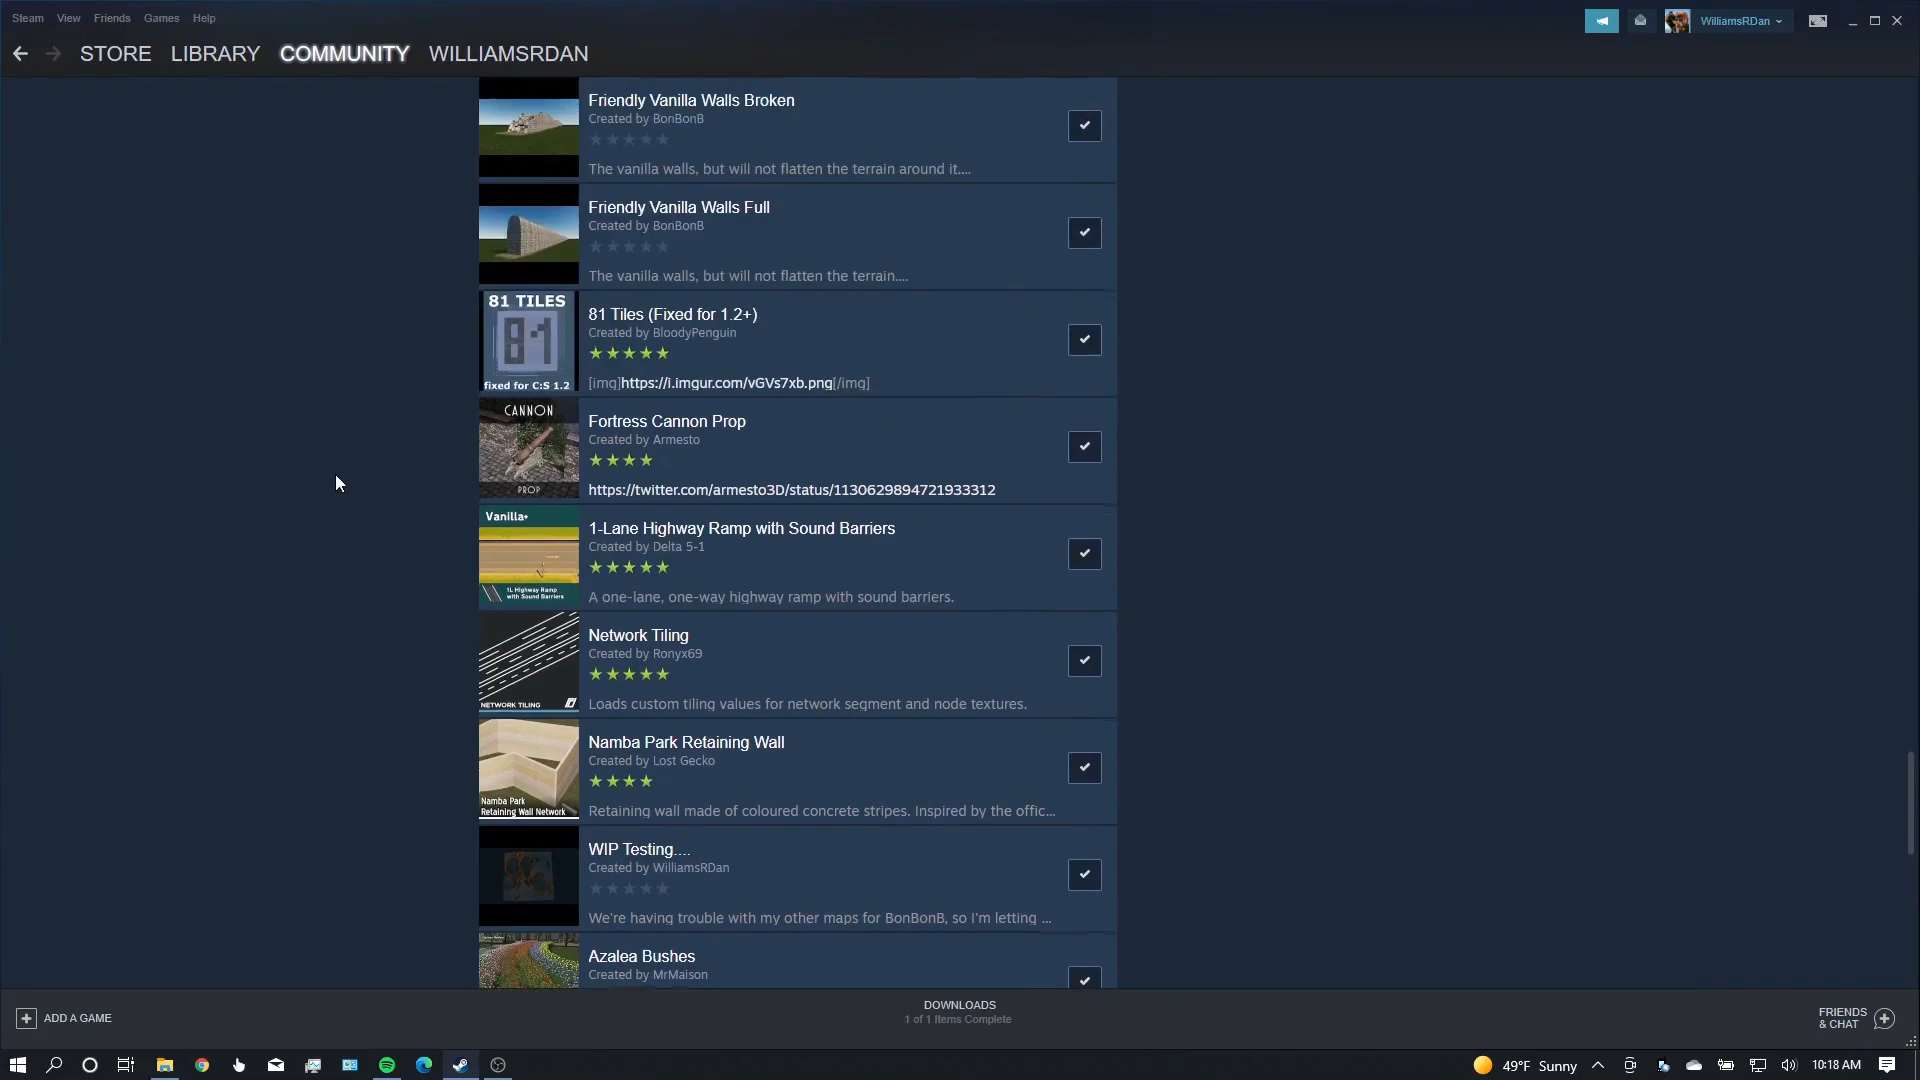 Steam View Friends Games Help
WilliamsRDan
STORE LIBRARY COMMUNITY WILLIAMSRDAN
Friendly Vanilla Walls Broken
Created by BonBonB
The vanilla walls, but will not flatten the terrain around it....
Friendly Vanilla Walls Full
Created by BonBonB
The vanilla walls, but will not flatten the terrain....
81 TILES
81
fixed for C:S 1.2
81 Tiles (Fixed for 1.2+)
Created by BloodyPenguin
[img]https://i.imgur.com/vGVs7xb.png[/img]
CANNON
PROP
Fortress Cannon Prop
Created by Armesto
https://twitter.com/armesto3D/status/1130629894721933312
Vanilla+
1L Highway Ramp
with Sound Barriers
1-Lane Highway Ramp with Sound Barriers
Created by Delta 5-1
A one-lane, one-way highway ramp with sound barriers.
NETWORK TILING
Network Tiling
Created by Ronyx69
Loads custom tiling values for network segment and node textures.
Namba Park
Retaining Wall Network
Namba Park Retaining Wall
Created by Lost Gecko
Retaining wall made of coloured concrete stripes. Inspired by the offic...
WIP Testing....
Created by WilliamsRDan
We're having trouble with my other maps for BonBonB, so I'm letting ...
Azalea Bushes
Created by MrMaison
ADD A GAME
DOWNLOADS
1 of 1 Items Complete
FRIENDS
& CHAT
49°F Sunny
10:18 AM